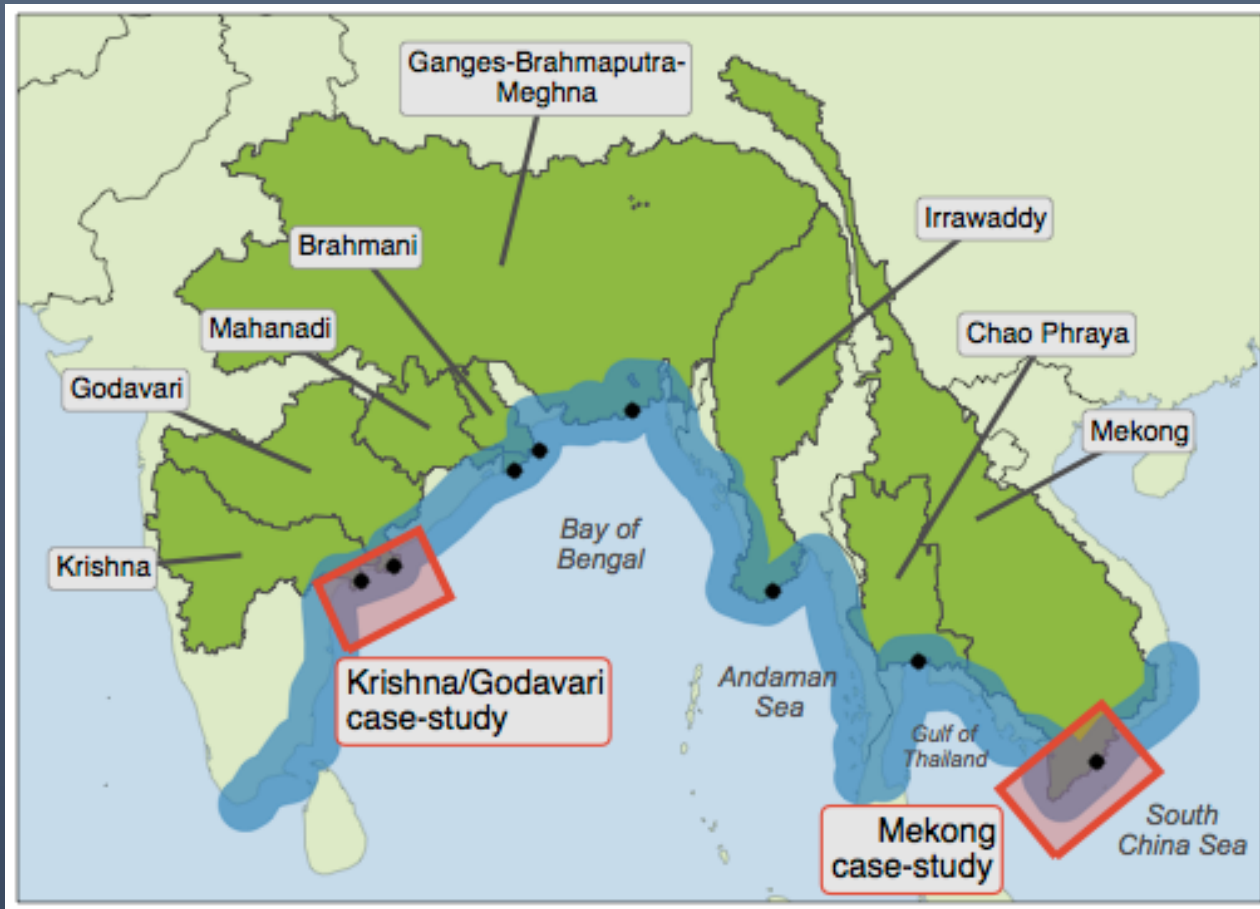 Ganges-Brahmaputra-
Meghna
Irrawaddy
Brahmani
Mahanadi
Chao Phraya
Godavari
Mekong
Bay of
Bengal
Krishna
Krishna/Godavari
case-study
Andaman
Sea
Gulf of
Thailand
Mekong
case-study
South
China Sea